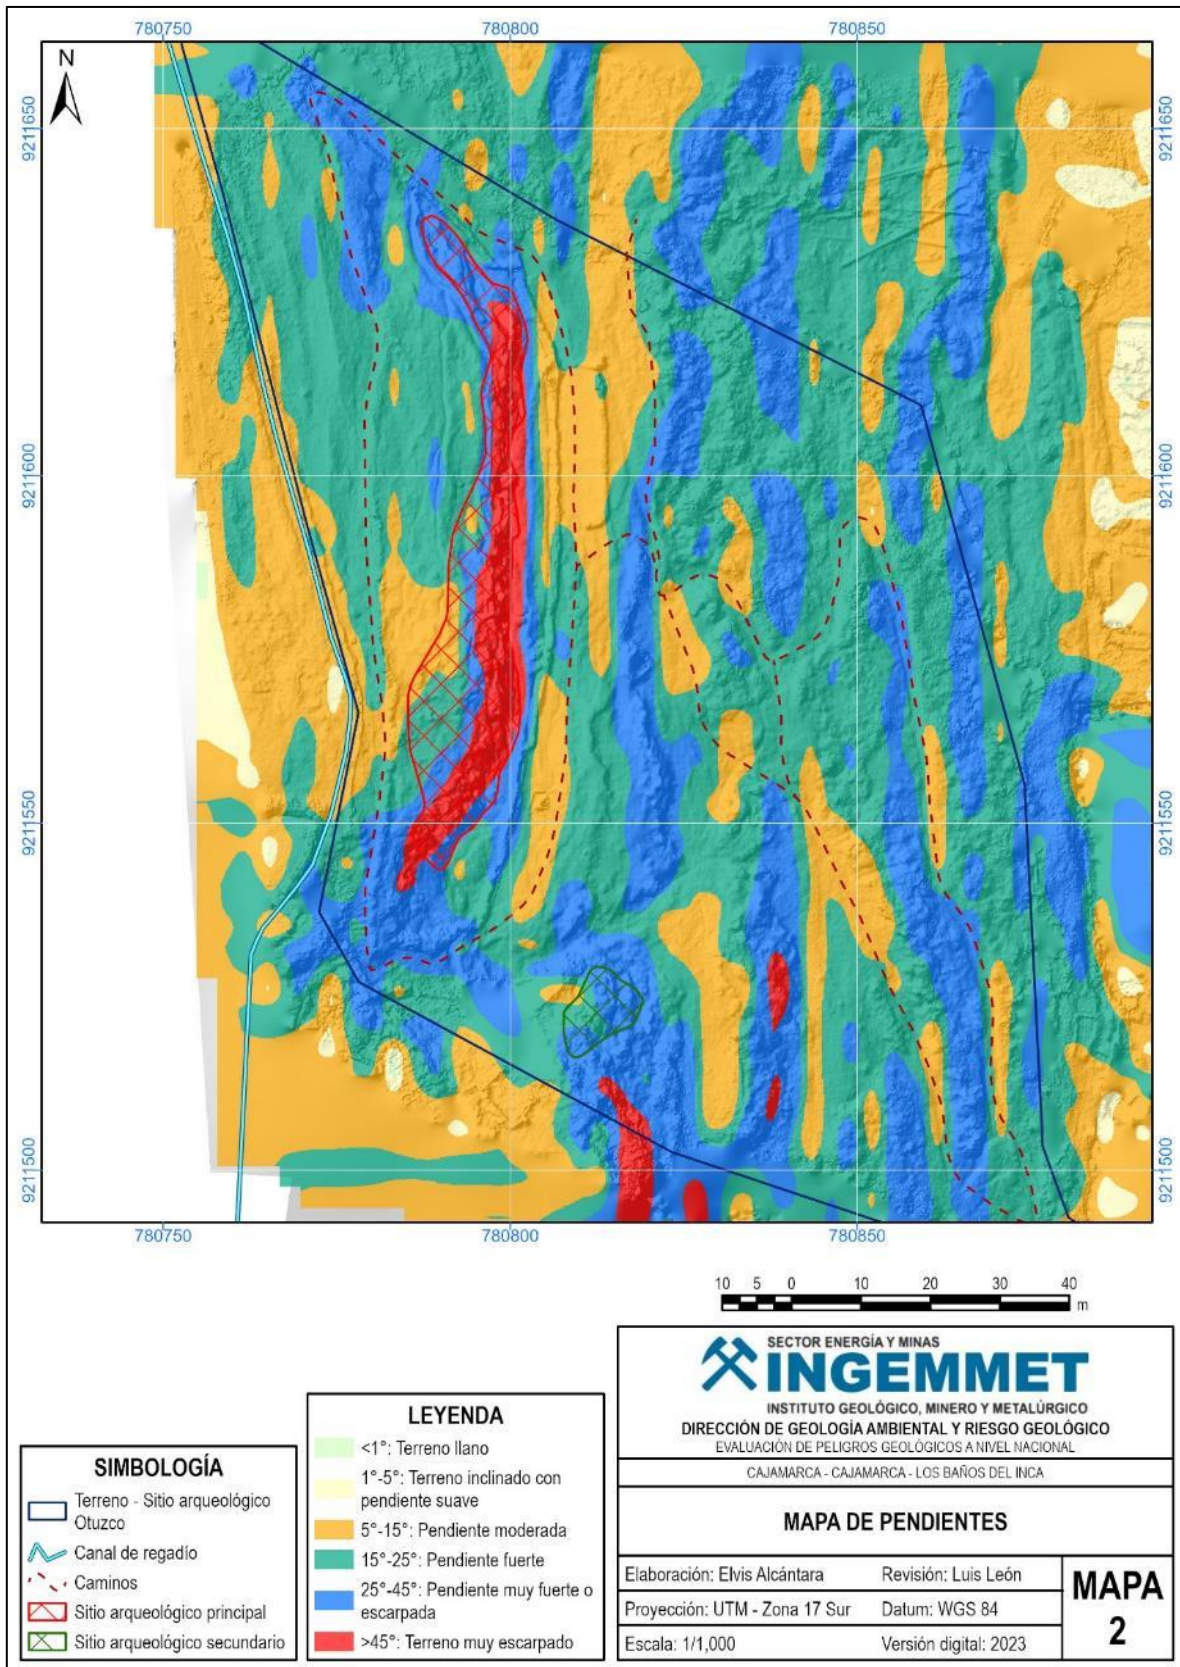 780750
780800
780850
N
9211650
9211650
9211600
9211600
9211550
9211550
9211500
9211500
780750
780800
780850
10 5 0 10 20 30 40
m
SECTOR ENERGÍA Y MINAS
INGEMMET
INSTITUTO GEOLÓGICO, MINERO Y METALÚRGICO
DIRECCIÓN DE GEOLOGÍA AMBIENTAL Y RIESGO GEOLÓGICO
EVALUACIÓN DE PELIGROS GEOLÓGICOS A NIVEL NACIONAL
CAJAMARCA - CAJAMARCA - LOS BAÑOS DEL INCA
MAPA DE PENDIENTES
Elaboración: Elvis Alcántara
Revisión: Luis León
Proyección: UTM - Zona 17 Sur
Datum: WGS 84
Escala: 1/1,000
Versión digital: 2023
MAPA
2
LEYENDA
<1°: Terreno llano
1°-5°: Terreno inclinado con
pendiente suave
5°-15°: Pendiente moderada
15°-25°: Pendiente fuerte
25°-45°: Pendiente muy fuerte o
escarpada
>45°: Terreno muy escarpado
SIMBOLOGÍA
Terreno - Sitio arqueológico
Otuzco
Canal de regadío
Caminos
Sitio arqueológico principal
Sitio arqueológico secundario